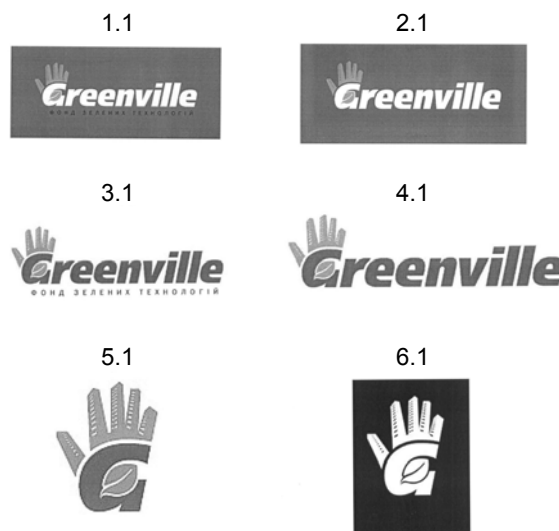 1.1
2.1
Greenville
ФОНД ЗЕЛЕНИХ ТЕХНОЛОГІЙ
Greenville
3.1
4.1
Greenville
ФОНД ЗЕЛЕНИХ ТЕХНОЛОГІЙ
Greenville
5.1
6.1
G
G